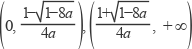 (0, (1−√(1−8a))/(4a)), ((1+√(1−8a))/(4a), +∞)